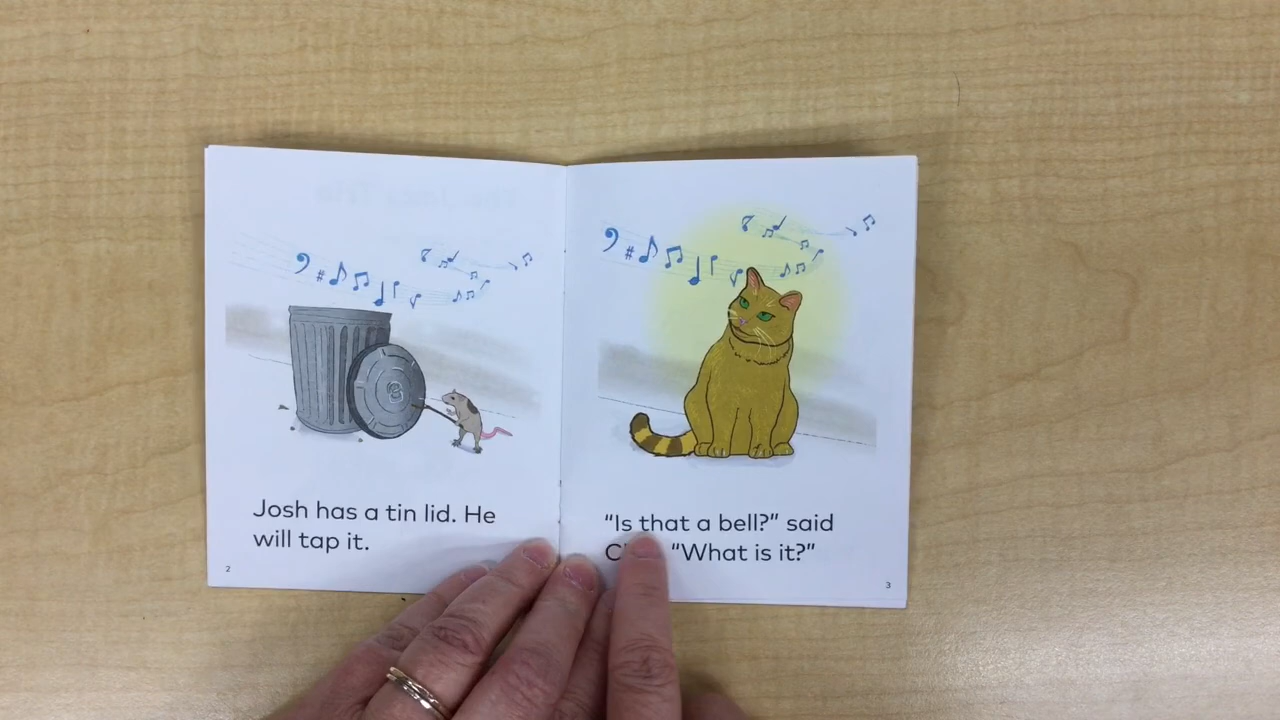 Josh has a tin lid. He
will tap it.
2
“Is that a bell?” said
“What is it?”
3